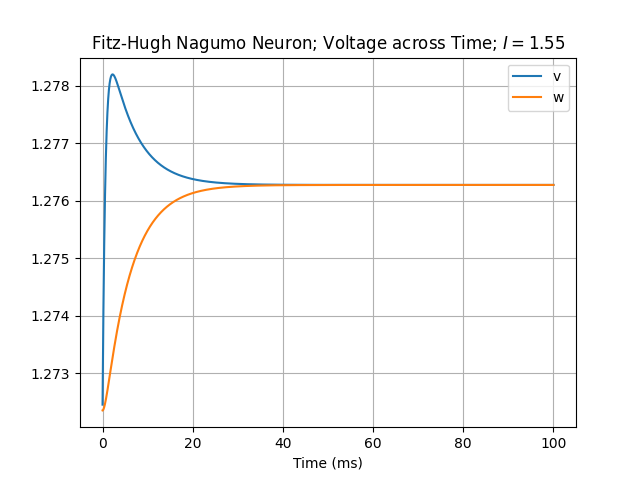 Fitz-Hugh Nagumo Neuron; Voltage across Time; I = 1.55
v
w
1.278
1.277
1.276
1.275
1.274
1.273
0 20 40 60 80 100
Time (ms)